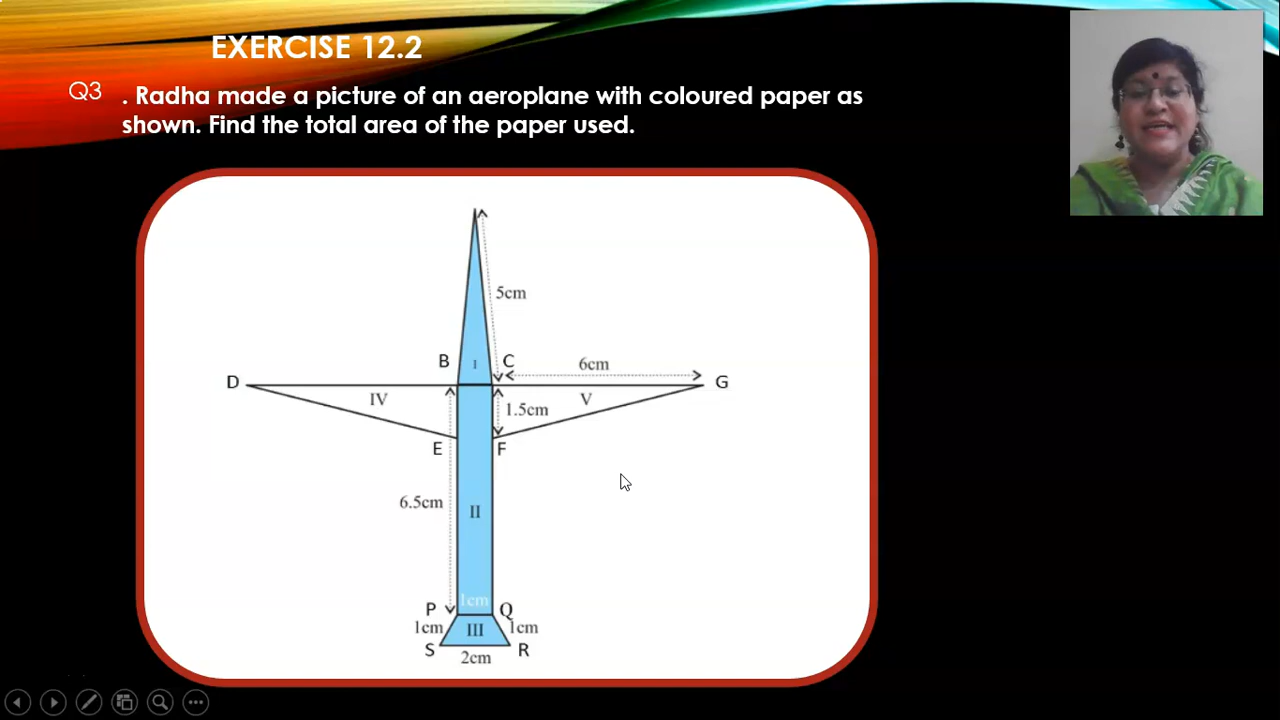 EXERCISE 12.2
Q3 . Radha made a picture of an aeroplane with coloured paper as
shown. Find the total area of the paper used.
5cm
B I C 6cm
D G
IV V
1.5cm
E F
6.5cm
II
1cm
P Q
1cm III 1cm
S R
2cm